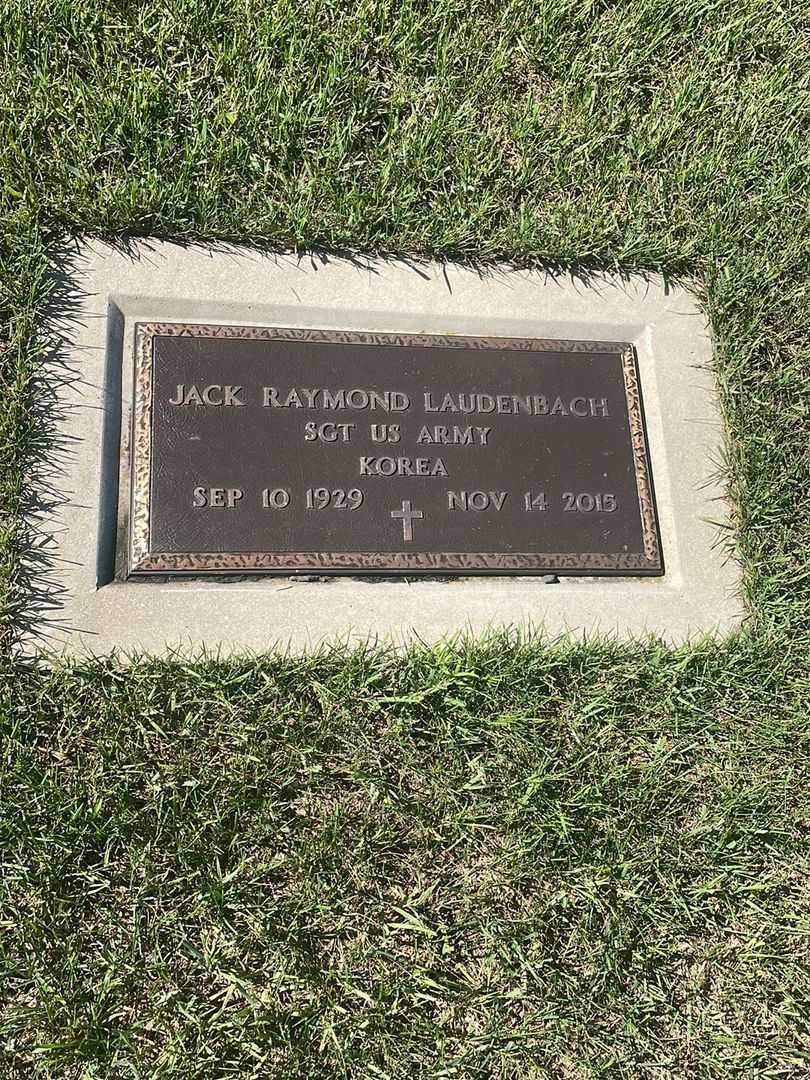 JACK RAYMOND LAUDENBACH
SGT US ARMY
KOREA
SEP 10 1929 NOV 14 2015